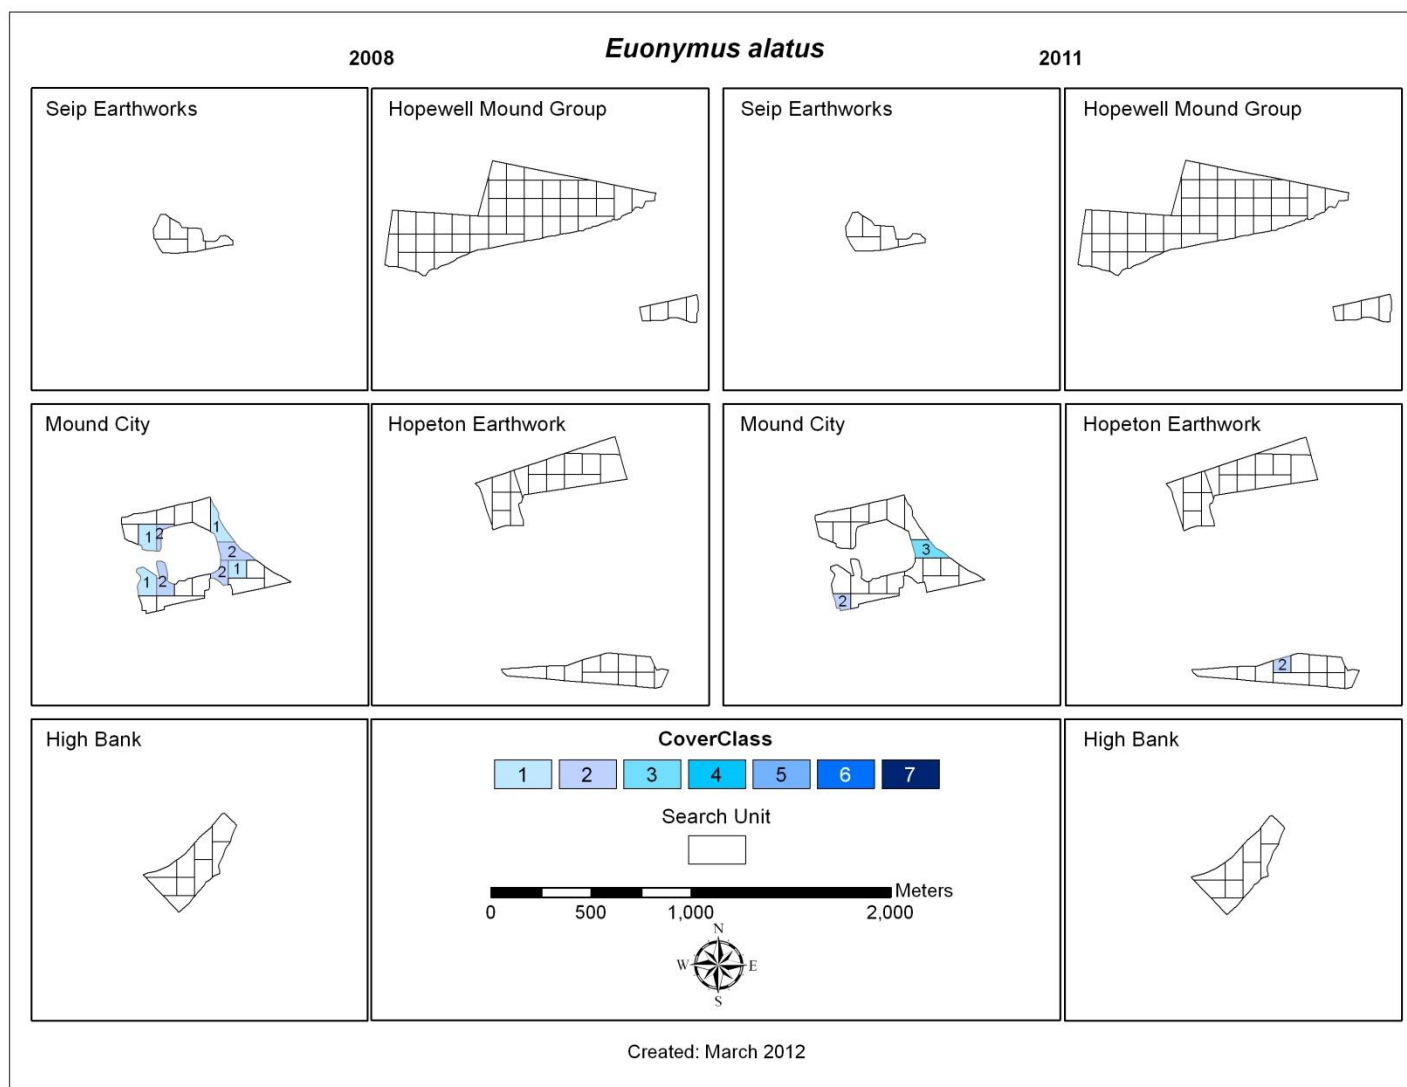 Euonymus alatus
2008
2011
Seip Earthworks
Hopewell Mound Group
Seip Earthworks
Hopewell Mound Group
Mound City
1
1
2
2
1
2
1
2
Hopeton Earthwork
Mound City
3
2
Hopeton Earthwork
2
High Bank
CoverClass
1 2 3 4 5 6 7
Search Unit
Meters
0 500 1,000 2,000
N
W E
S
High Bank
Created: March 2012